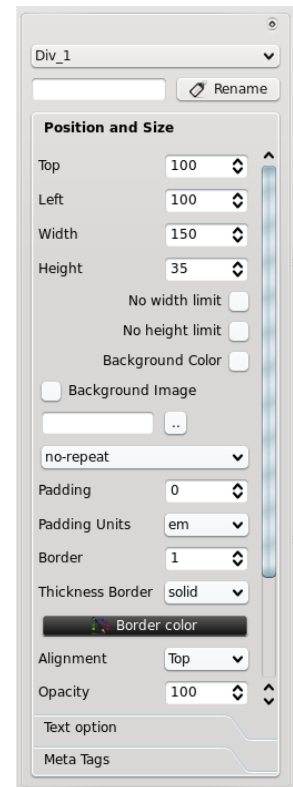 Div_1
Rename
Position and Size
Top 100
Left 100
Width 150
Height 35
No width limit
No height limit
Background Color
Background Image
..
no-repeat
Padding 0
Padding Units em
Border 1
Thickness Border solid
Border color
Alignment Top
Opacity 100
Text option
Meta Tags